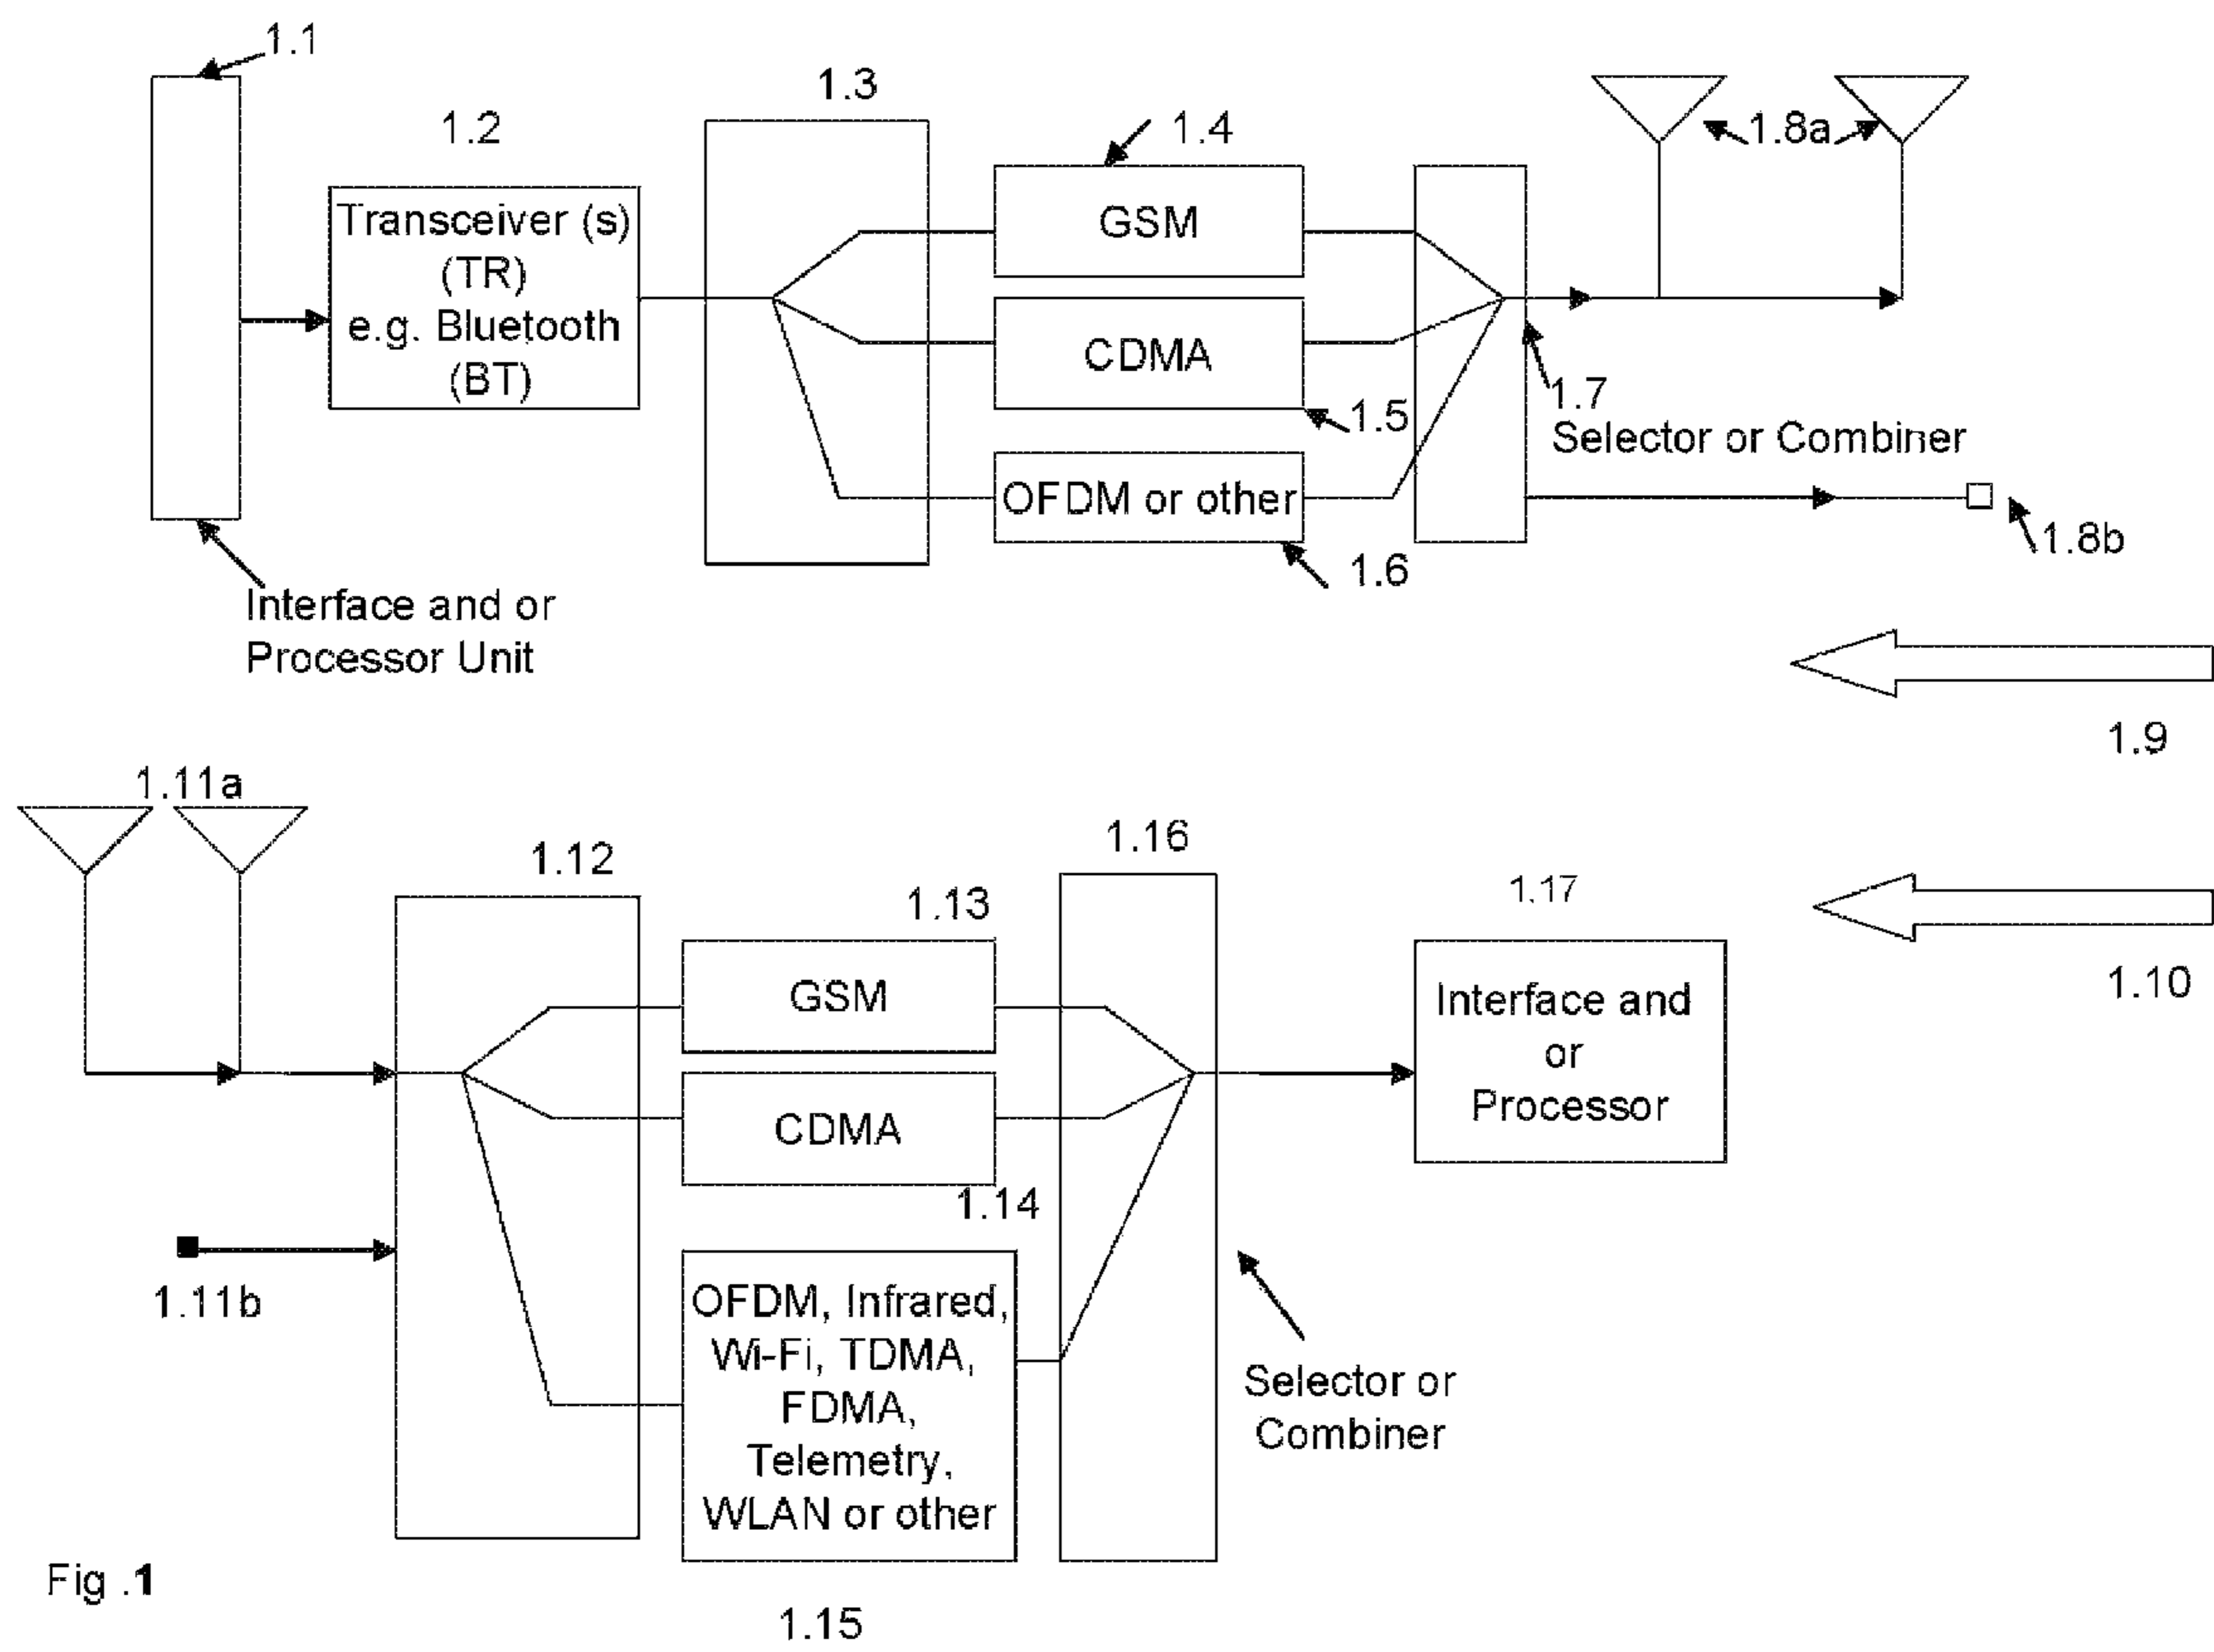 1.1
1.2
1.3
1.4
1.8a
Transceiver (s)
(TR)
e.g. Bluetooth
(BT)
GSM
CDMA
1.5
1.7
Selector or Combiner
OFDM or other
1.6
1.8b
Interface and or
Processor Unit
1.9
1.11a
1.12
1.13
1.16
1.17
1.10
GSM
Interface and
or
Processor
CDMA
1.14
1.11b
OFDM, Infrared,
Wi-Fi, TDMA,
FDMA,
Telemetry,
WLAN or other
Selector or
Combiner
Fig .1
1.15